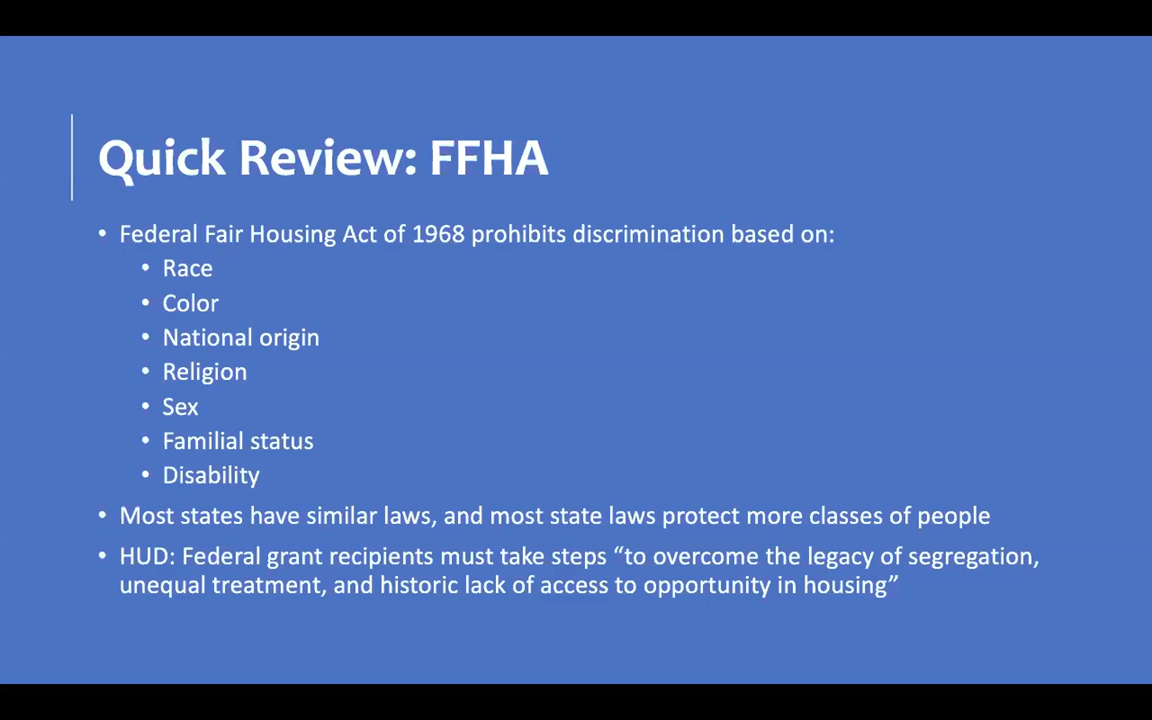 Quick Review: FFHA
• Federal Fair Housing Act of 1968 prohibits discrimination based on:
• Race
• Color
• National origin
• Religion
• Sex
• Familial status
• Disability
• Most states have similar laws, and most state laws protect more classes of people
• HUD: Federal grant recipients must take steps “to overcome the legacy of segregation,
unequal treatment, and historic lack of access to opportunity in housing”